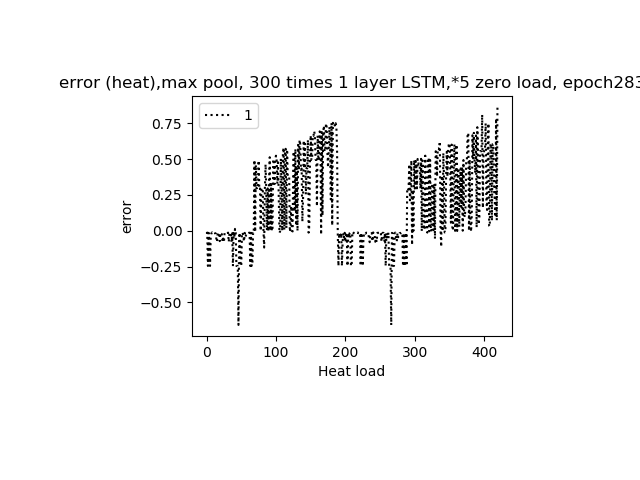 error (heat),max pool, 300 times 1 layer LSTM,*5 zero load, epoch283
1
0.75
0.50
0.25
0.00
−0.25
−0.50
error
0 100 200 300 400
Heat load